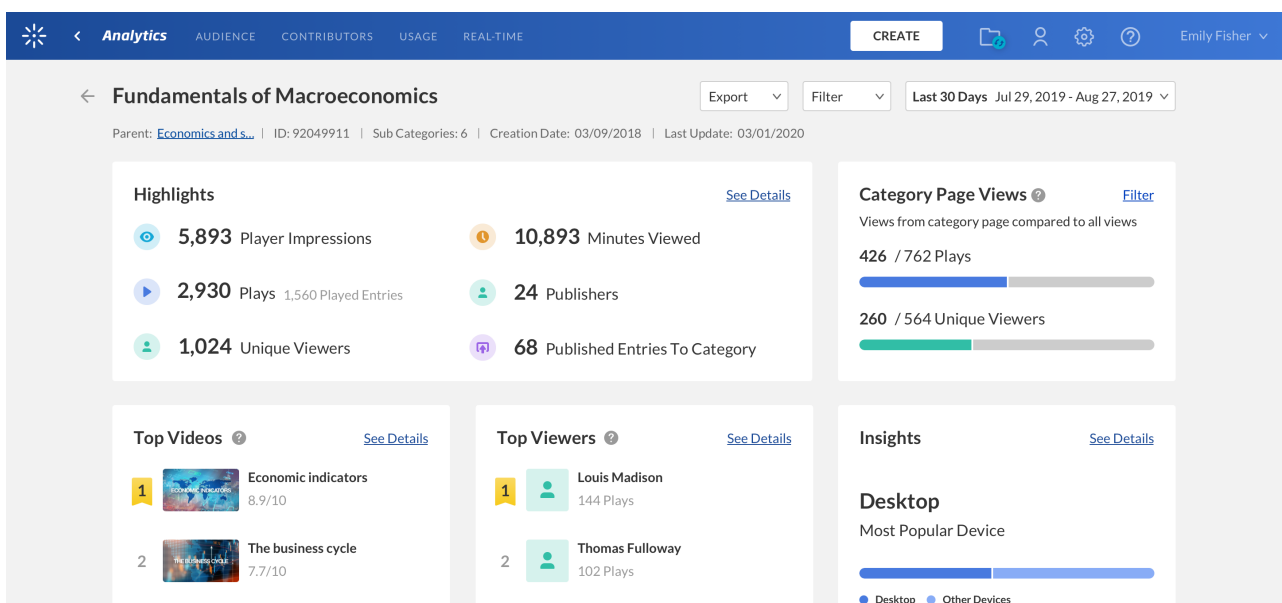 Analytics AUDIENCE CONTRIBUTORS USAGE REAL-TIME CREATE Emily Fisher
Fundamentals of Macroeconomics Export Filter Last 30 Days Jul 29, 2019 - Aug 27, 2019
Parent: Economics and s... | ID: 92049911 | Sub Categories: 6 | Creation Date: 03/09/2018 | Last Update: 03/01/2020
Highlights See Details
5,893 Player Impressions
10,893 Minutes Viewed
2,930 Plays 1,560 Played Entries
24 Publishers
1,024 Unique Viewers
68 Published Entries To Category
Category Page Views Filter
Views from category page compared to all views
426 / 762 Plays
260 / 564 Unique Viewers
Top Videos See Details
1 Economic indicators
ECONOMIC INDICATORS
8.9/10
2 The business cycle
THE BUSINESS CYCLE
7.7/10
Top Viewers See Details
1 Louis Madison
144 Plays
2 Thomas Fulloway
102 Plays
Insights See Details
Desktop
Most Popular Device
Desktop Other Devices